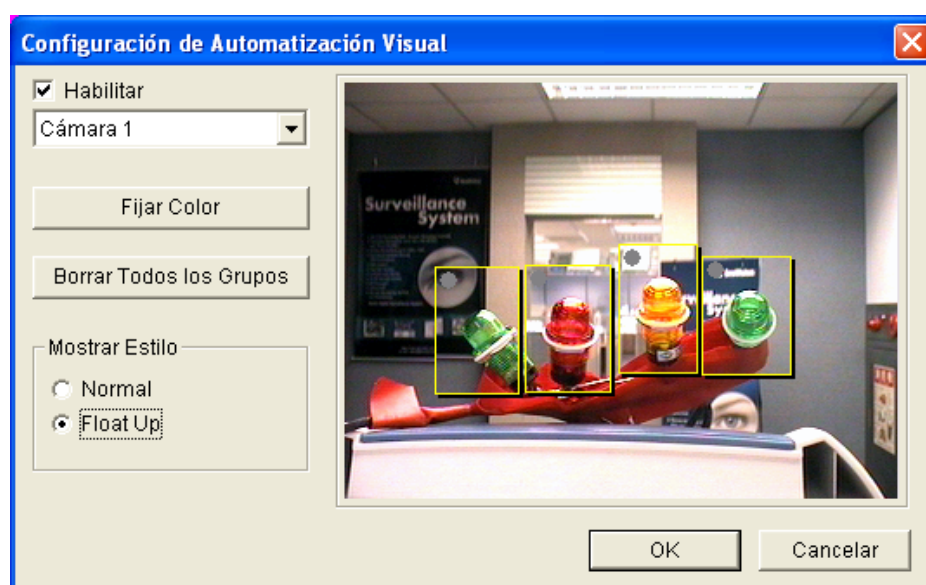 Configuración de Automatización Visual
Habilitar
Cámara 1
Fijar Color
Borrar Todos los Grupos
Mostrar Estilo
Normal
Float Up
Surveillance
System
OK
Cancelar